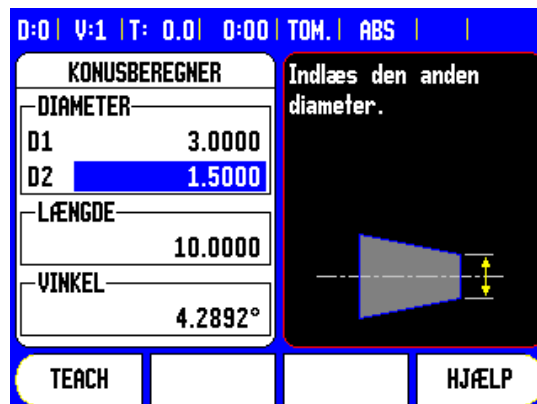 D:0 | V:1 | T: 0.0 | 0:00 | TOM. | ABS | |
KONUSBEREGNER
DIAMETER
D1 3.0000
D2 1.5000
LÆNGDE
10.0000
VINKEL
4.2892°
Indlæs den anden
diameter.
TEACH
HJÆLP